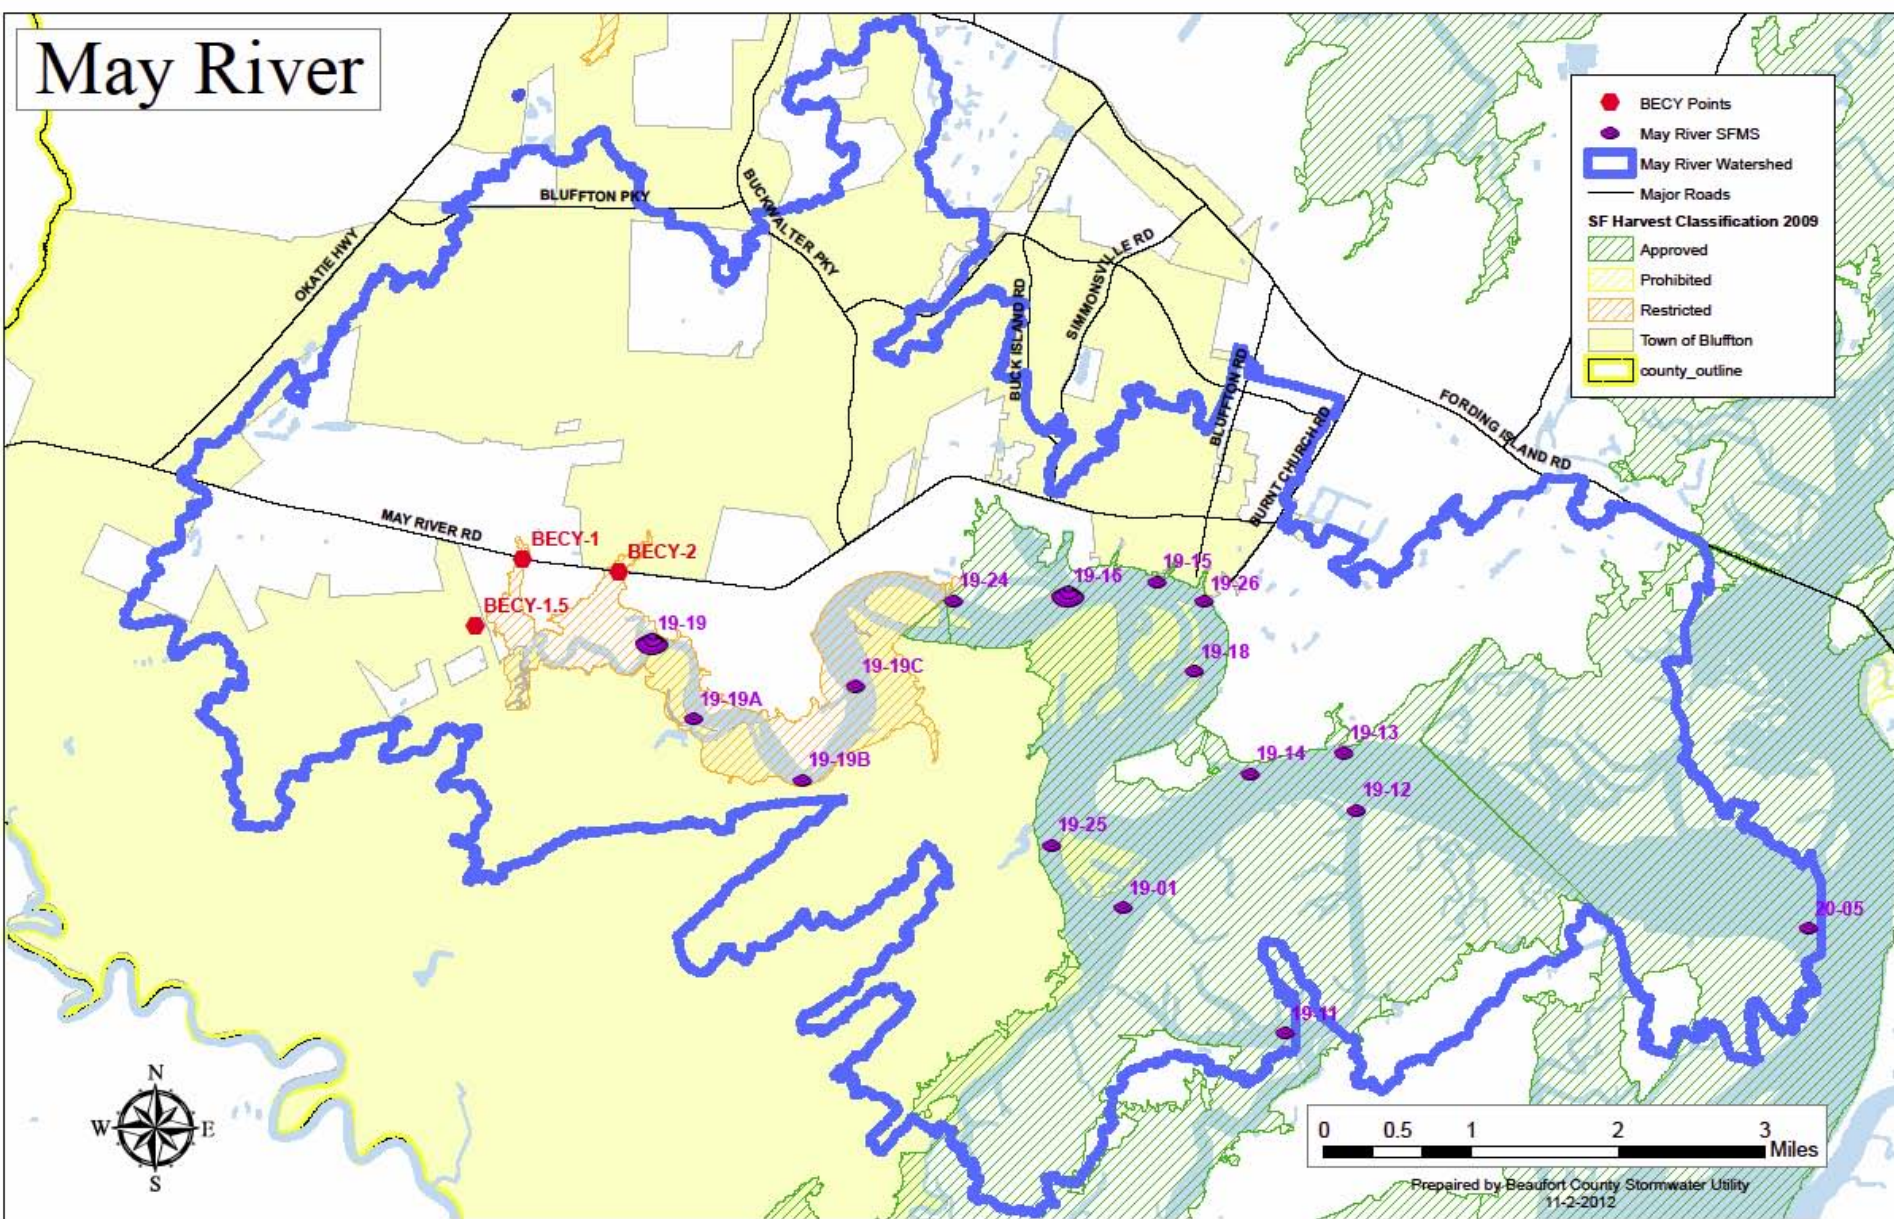 May River
BECY Points
May River SFMS
May River Watershed
Major Roads
SF Harvest Classification 2009
Approved
Prohibited
Restricted
Town of Bluffton
county_outline
BLUFFTON PKY
BUCKWALTER PKY
OKATIE HWY
SIMMONSVILLE RD
BUCK ISLAND RD
BLUFFTON RD
BURNT CHURCH RD
FORDING ISLAND RD
MAY RIVER RD
BECY-1
BECY-2
BECY-1.5
19-24
19-16
19-15
19-26
19-19
19-18
19-19C
19-19A
19-19B
19-14
19-13
19-12
19-25
19-01
20-05
19-11
N
W
E
S
0 0.5 1 2 3
Miles
Prepaired by Beaufort County Stormwater Utility
11-2-2012